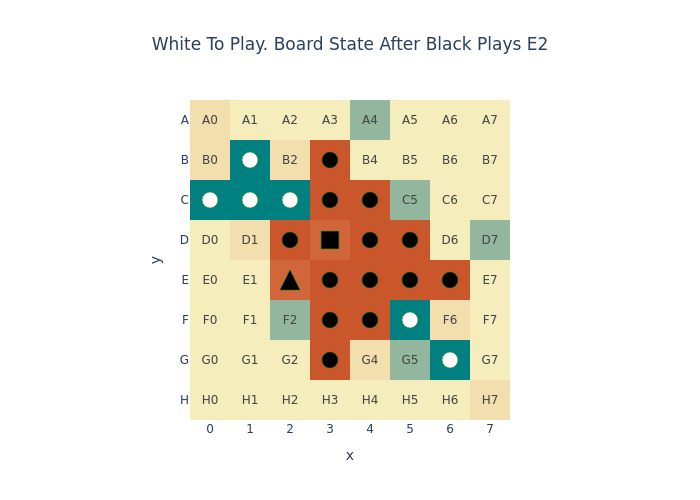 White To Play. Board State After Black Plays E2
A A0 A1 A2 A3 A4 A5 A6 A7
B B0 B2 B4 B5 B6 B7
C C5 C6 C7
D D0 D1 D6 D7
E E0 E1 E7
F F0 F1 F2 F6 F7
G G0 G1 G2 G4 G5 G7
H H0 H1 H2 H3 H4 H5 H6 H7
0 1 2 3 4 5 6 7
x
y